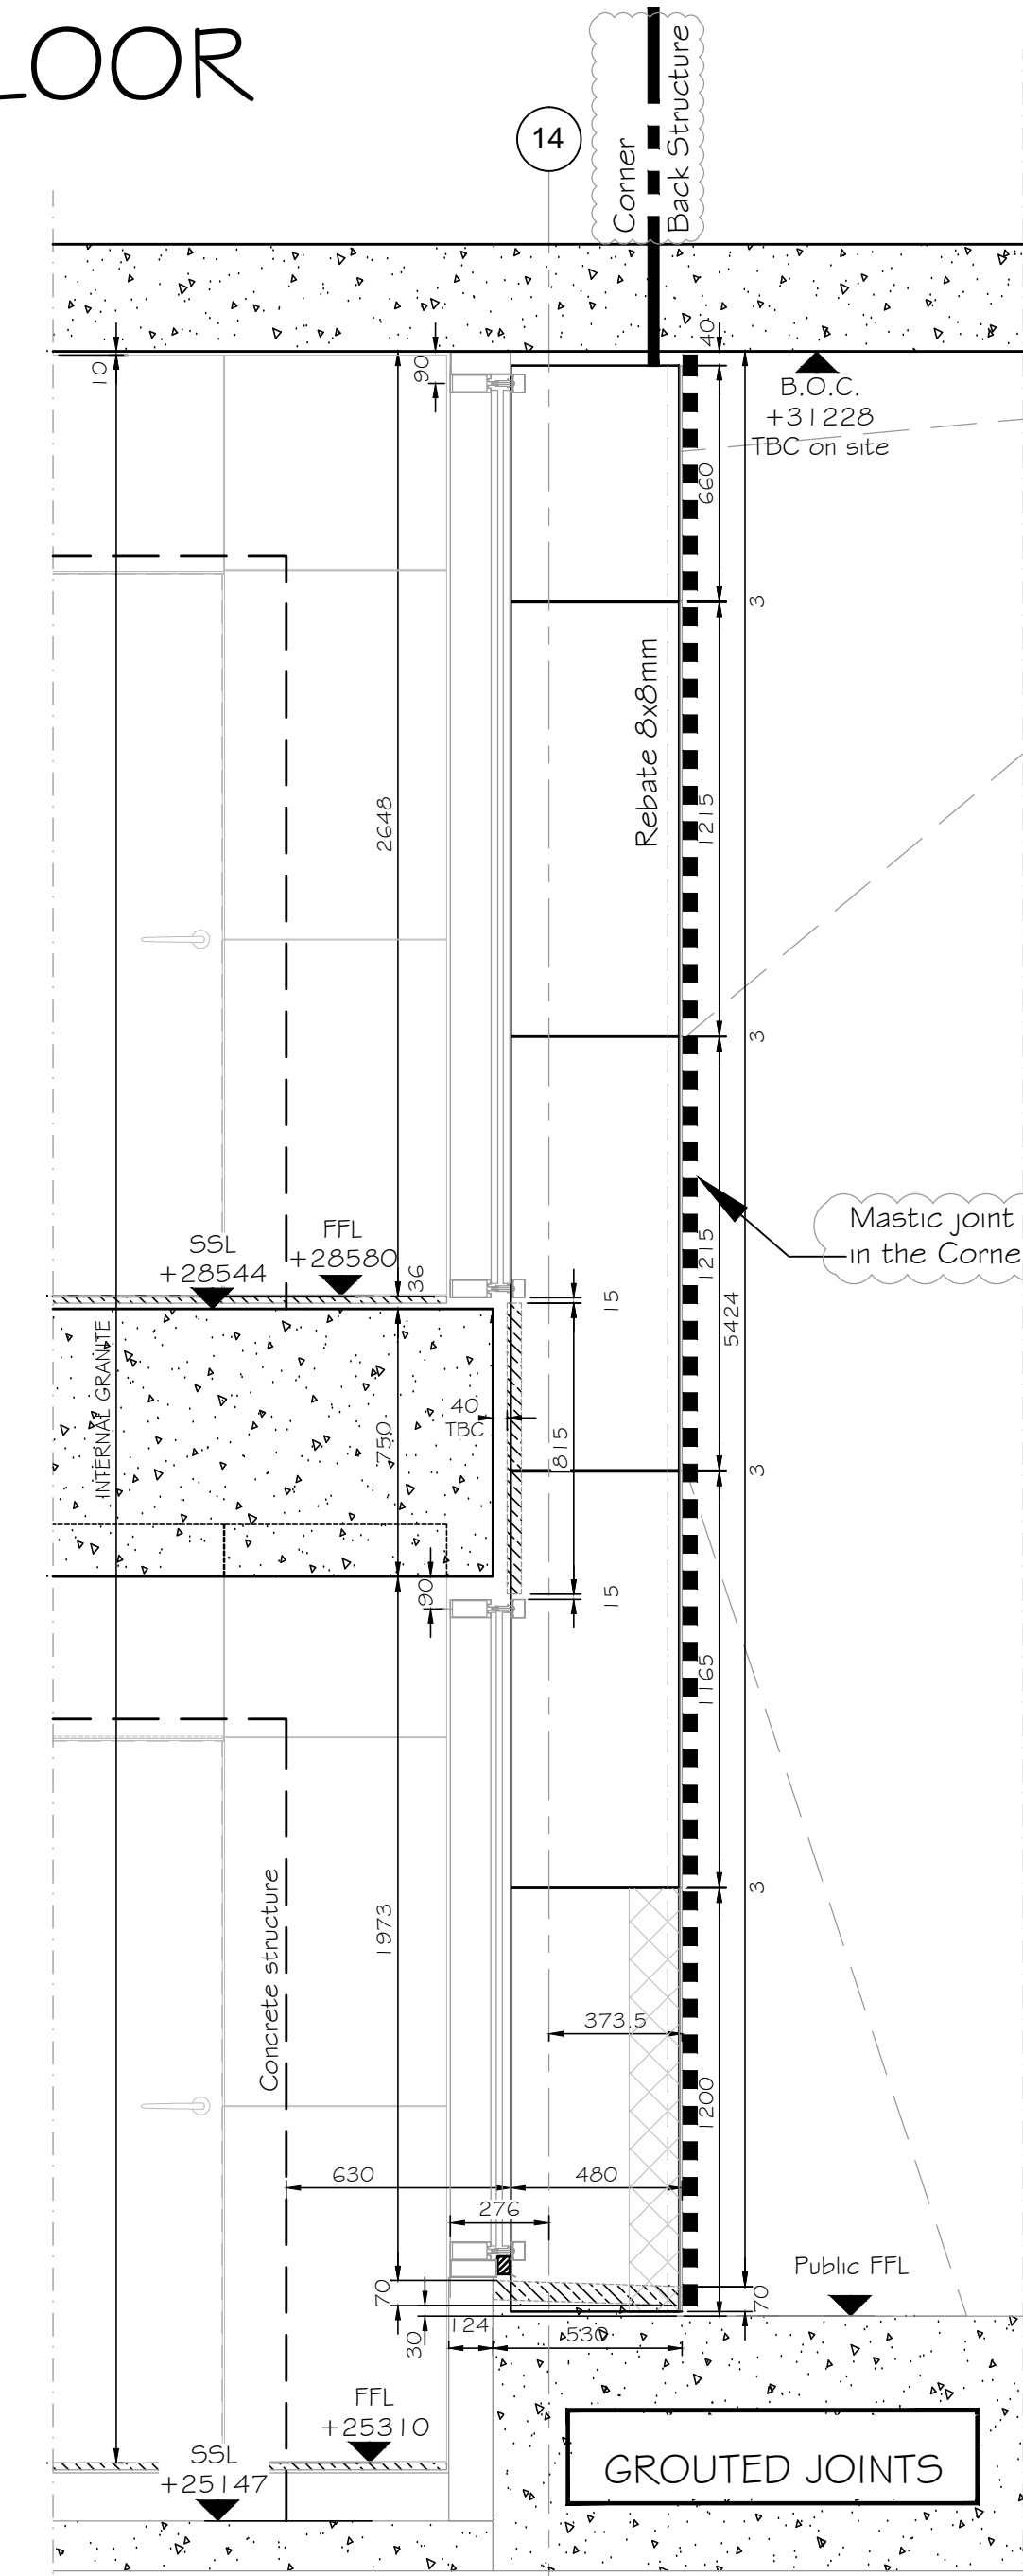 LOOR
14
Corner
Back Structure
10
90
40
B.O.C.
+31228
TBC on site
660
3
Rebate 8x8mm
2648
1215
3
Mastic joint
in the Corne
SSL
+28544
FFL
+28580
36
15
1215
5424
INTERNAL GRANITE
40
TBC
750
815
3
90
15
1165
3
Concrete structure
1973
373.5
1200
630
480
276
Public FFL
70
30
124
530
70
FFL
+25310
SSL
+25147
GROUTED JOINTS